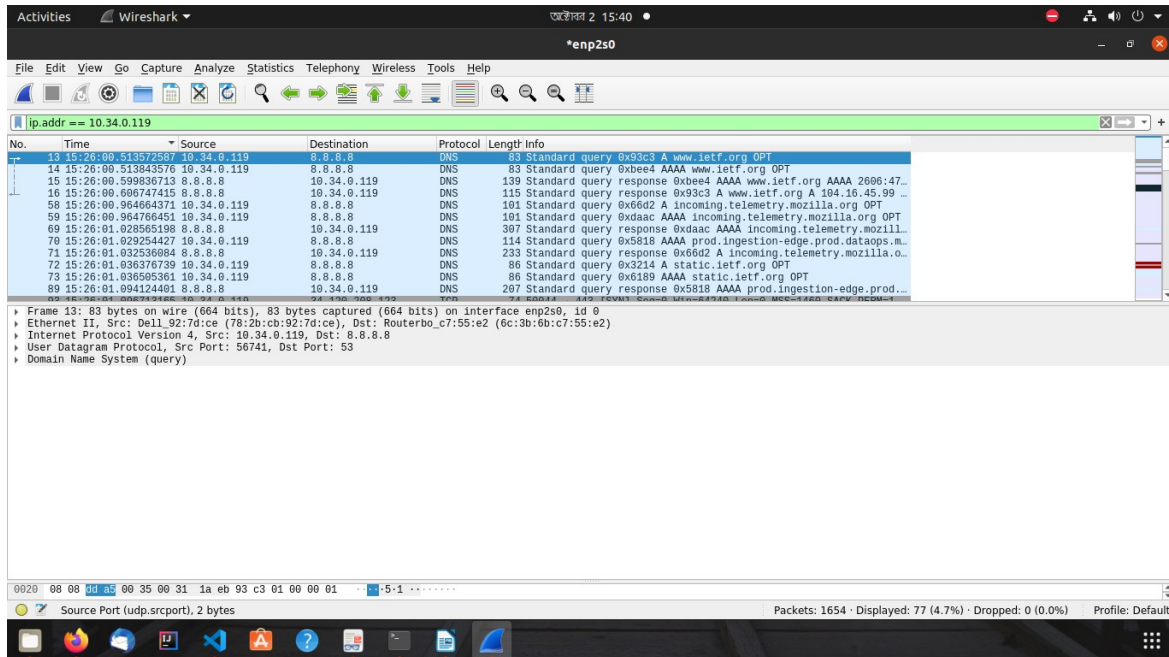 Activities Wireshark অক্টোবর 2 15:40
*enp2s0
File Edit View Go Capture Analyze Statistics Telephony Wireless Tools Help
ip.addr == 10.34.0.119
No. Time Source Destination Protocol Length Info
13 15:26:00.513572587 10.34.0.119 8.8.8.8 DNS 83 Standard query 0x93c3 A www.ietf.org OPT
14 15:26:00.513843576 10.34.0.119 8.8.8.8 DNS 83 Standard query 0xbee4 AAAA www.ietf.org OPT
15 15:26:00.599836713 8.8.8.8 10.34.0.119 DNS 139 Standard query response 0xbee4 AAAA www.ietf.org AAAA 2606:47…
16 15:26:00.606747415 8.8.8.8 10.34.0.119 DNS 115 Standard query response 0x93c3 A www.ietf.org A 104.16.45.99 …
58 15:26:00.964664371 10.34.0.119 8.8.8.8 DNS 101 Standard query 0x66d2 A incoming.telemetry.mozilla.org OPT
59 15:26:00.964766451 10.34.0.119 8.8.8.8 DNS 101 Standard query 0xdaac AAAA incoming.telemetry.mozilla.org OPT
69 15:26:01.028565198 8.8.8.8 10.34.0.119 DNS 307 Standard query response 0xdaac AAAA incoming.telemetry.mozill…
70 15:26:01.029254427 10.34.0.119 8.8.8.8 DNS 114 Standard query 0x5818 AAAA prod.ingestion-edge.prod.dataops.m…
71 15:26:01.032536084 8.8.8.8 10.34.0.119 DNS 233 Standard query response 0x66d2 A incoming.telemetry.mozilla.o…
72 15:26:01.036376739 10.34.0.119 8.8.8.8 DNS 86 Standard query 0x3214 A static.ietf.org OPT
73 15:26:01.036505361 10.34.0.119 8.8.8.8 DNS 86 Standard query 0x6189 AAAA static.ietf.org OPT
89 15:26:01.094124401 8.8.8.8 10.34.0.119 DNS 207 Standard query response 0x5818 AAAA prod.ingestion-edge.prod.…
Frame 13: 83 bytes on wire (664 bits), 83 bytes captured (664 bits) on interface enp2s0, id 0
Ethernet II, Src: Dell_92:7d:ce (78:2b:cb:92:7d:ce), Dst: Routerbo_c7:55:e2 (6c:3b:6b:c7:55:e2)
Internet Protocol Version 4, Src: 10.34.0.119, Dst: 8.8.8.8
User Datagram Protocol, Src Port: 56741, Dst Port: 53
Domain Name System (query)
0020 08 08 dd a5 00 35 00 31 1a eb 93 c3 01 00 00 01 ·····5·1 ········
Source Port (udp.srcport), 2 bytes Packets: 1654 · Displayed: 77 (4.7%) · Dropped: 0 (0.0%) Profile: Default